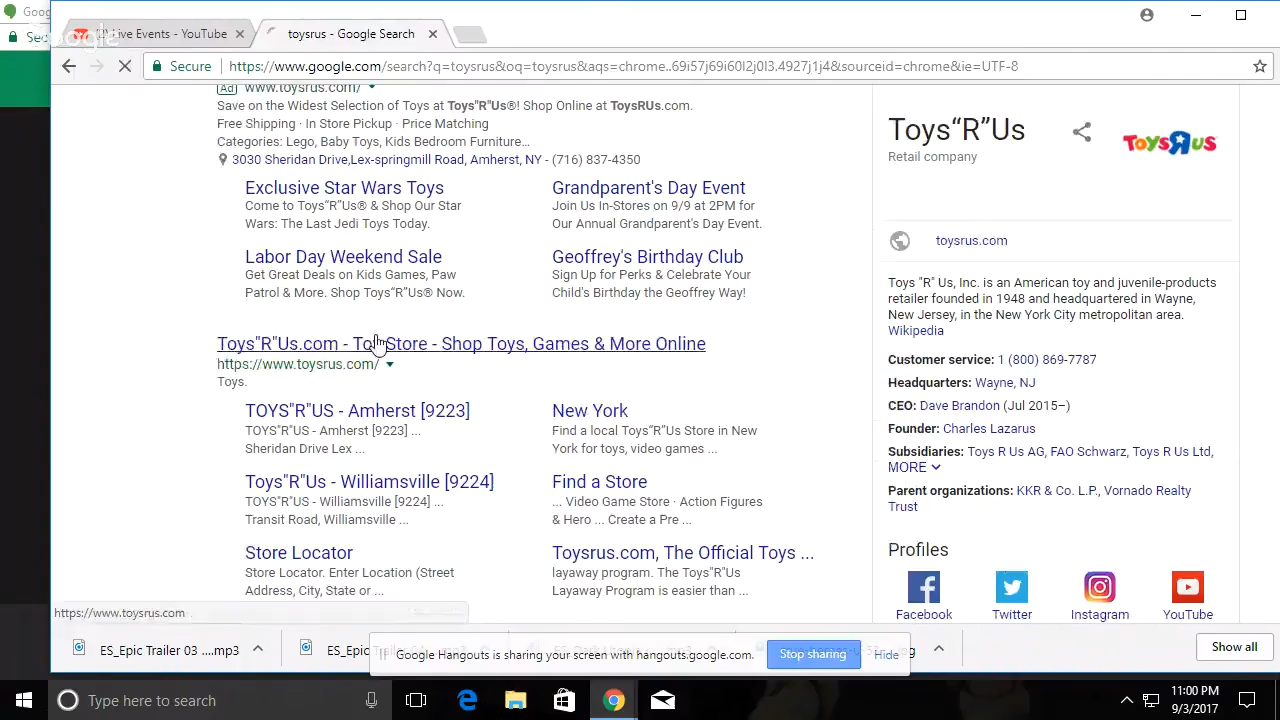 Goog
Live Events - YouTube
toysrus - Google Search
Google
Secure
https://www.google.com/search?q=toysrus&oq=toysrus&aqs=chrome..69i57j69i60l2j0l3.4927j1j4&sourceid=chrome&ie=UTF-8
Ad www.toysrus.com/
Save on the Widest Selection of Toys at Toys"R"Us®! Shop Online at ToysRUs.com.
Free Shipping · In Store Pickup · Price Matching
Categories: Lego, Baby Toys, Kids Bedroom Furniture...
3030 Sheridan Drive,Lex-springmill Road, Amherst, NY - (716) 837-4350
Exclusive Star Wars Toys
Come to Toys“R”Us® & Shop Our Star
Wars: The Last Jedi Toys Today.
Grandparent's Day Event
Join Us In-Stores on 9/9 at 2PM for
Our Annual Grandparent's Day Event.
Labor Day Weekend Sale
Get Great Deals on Kids Games, Paw
Patrol & More. Shop Toys“R”Us® Now.
Geoffrey's Birthday Club
Sign Up for Perks & Celebrate Your
Child's Birthday the Geoffrey Way!
Toys"R"Us.com - Toy Store - Shop Toys, Games & More Online
https://www.toysrus.com/
Toys.
TOYS"R"US - Amherst [9223]
TOYS"R"US - Amherst [9223] ...
Sheridan Drive Lex ...
New York
Find a local Toys“R”Us Store in New
York for toys, video games ...
Toys"R"Us - Williamsville [9224]
TOYS"R"US - Williamsville [9224] ...
Transit Road, Williamsville ...
Find a Store
... Video Game Store · Action Figures
& Hero ... Create a Pre ...
Store Locator
Store Locator. Enter Location (Street
Address, City, State or ...
Toysrus.com, The Official Toys ...
layaway program. The Toys"R"Us
Layaway Program is easier than ...
Toys“R”Us
Retail company
TOYSRUS
toysrus.com
Toys "R" Us, Inc. is an American toy and juvenile-products
retailer founded in 1948 and headquartered in Wayne,
New Jersey, in the New York City metropolitan area.
Wikipedia
Customer service: 1 (800) 869-7787
Headquarters: Wayne, NJ
CEO: Dave Brandon (Jul 2015–)
Founder: Charles Lazarus
Subsidiaries: Toys R Us AG, FAO Schwarz, Toys R Us Ltd,
MORE
Parent organizations: KKR & Co. L.P., Vornado Realty
Trust
Profiles
Facebook
Twitter
Instagram
YouTube
https://www.toysrus.com
ES_Epic Trailer 03 ....mp3
ES_Epic
Google Hangouts is sharing your screen with hangouts.google.com.
Stop sharing
Hide
Show all
Type here to search
11:00 PM
9/3/2017